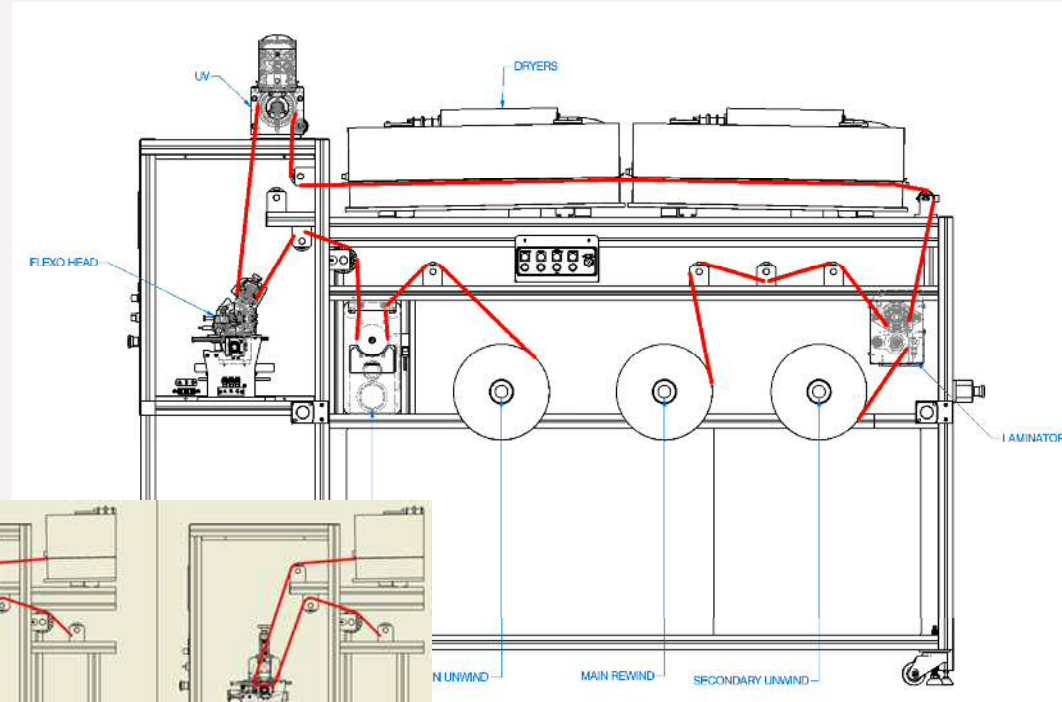 UV
DRYERS
FLEXO HEAD
LAMINATOR
N UNWIND
MAIN REWIND
SECONDARY UNWIND